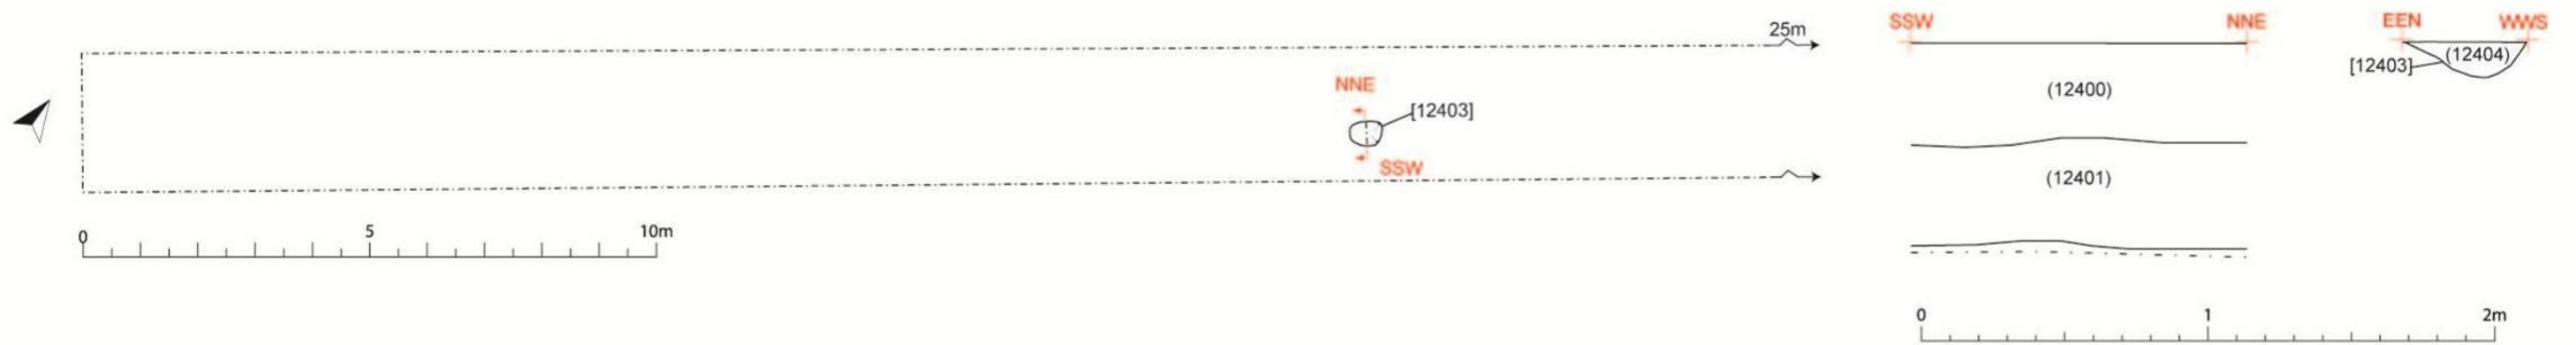 25m
NNE
[12403]
SSW
0
5
10m
SSW
NNE
(12400)
(12401)
EEN
WWS
(12404)
[12403]
0
1
2m